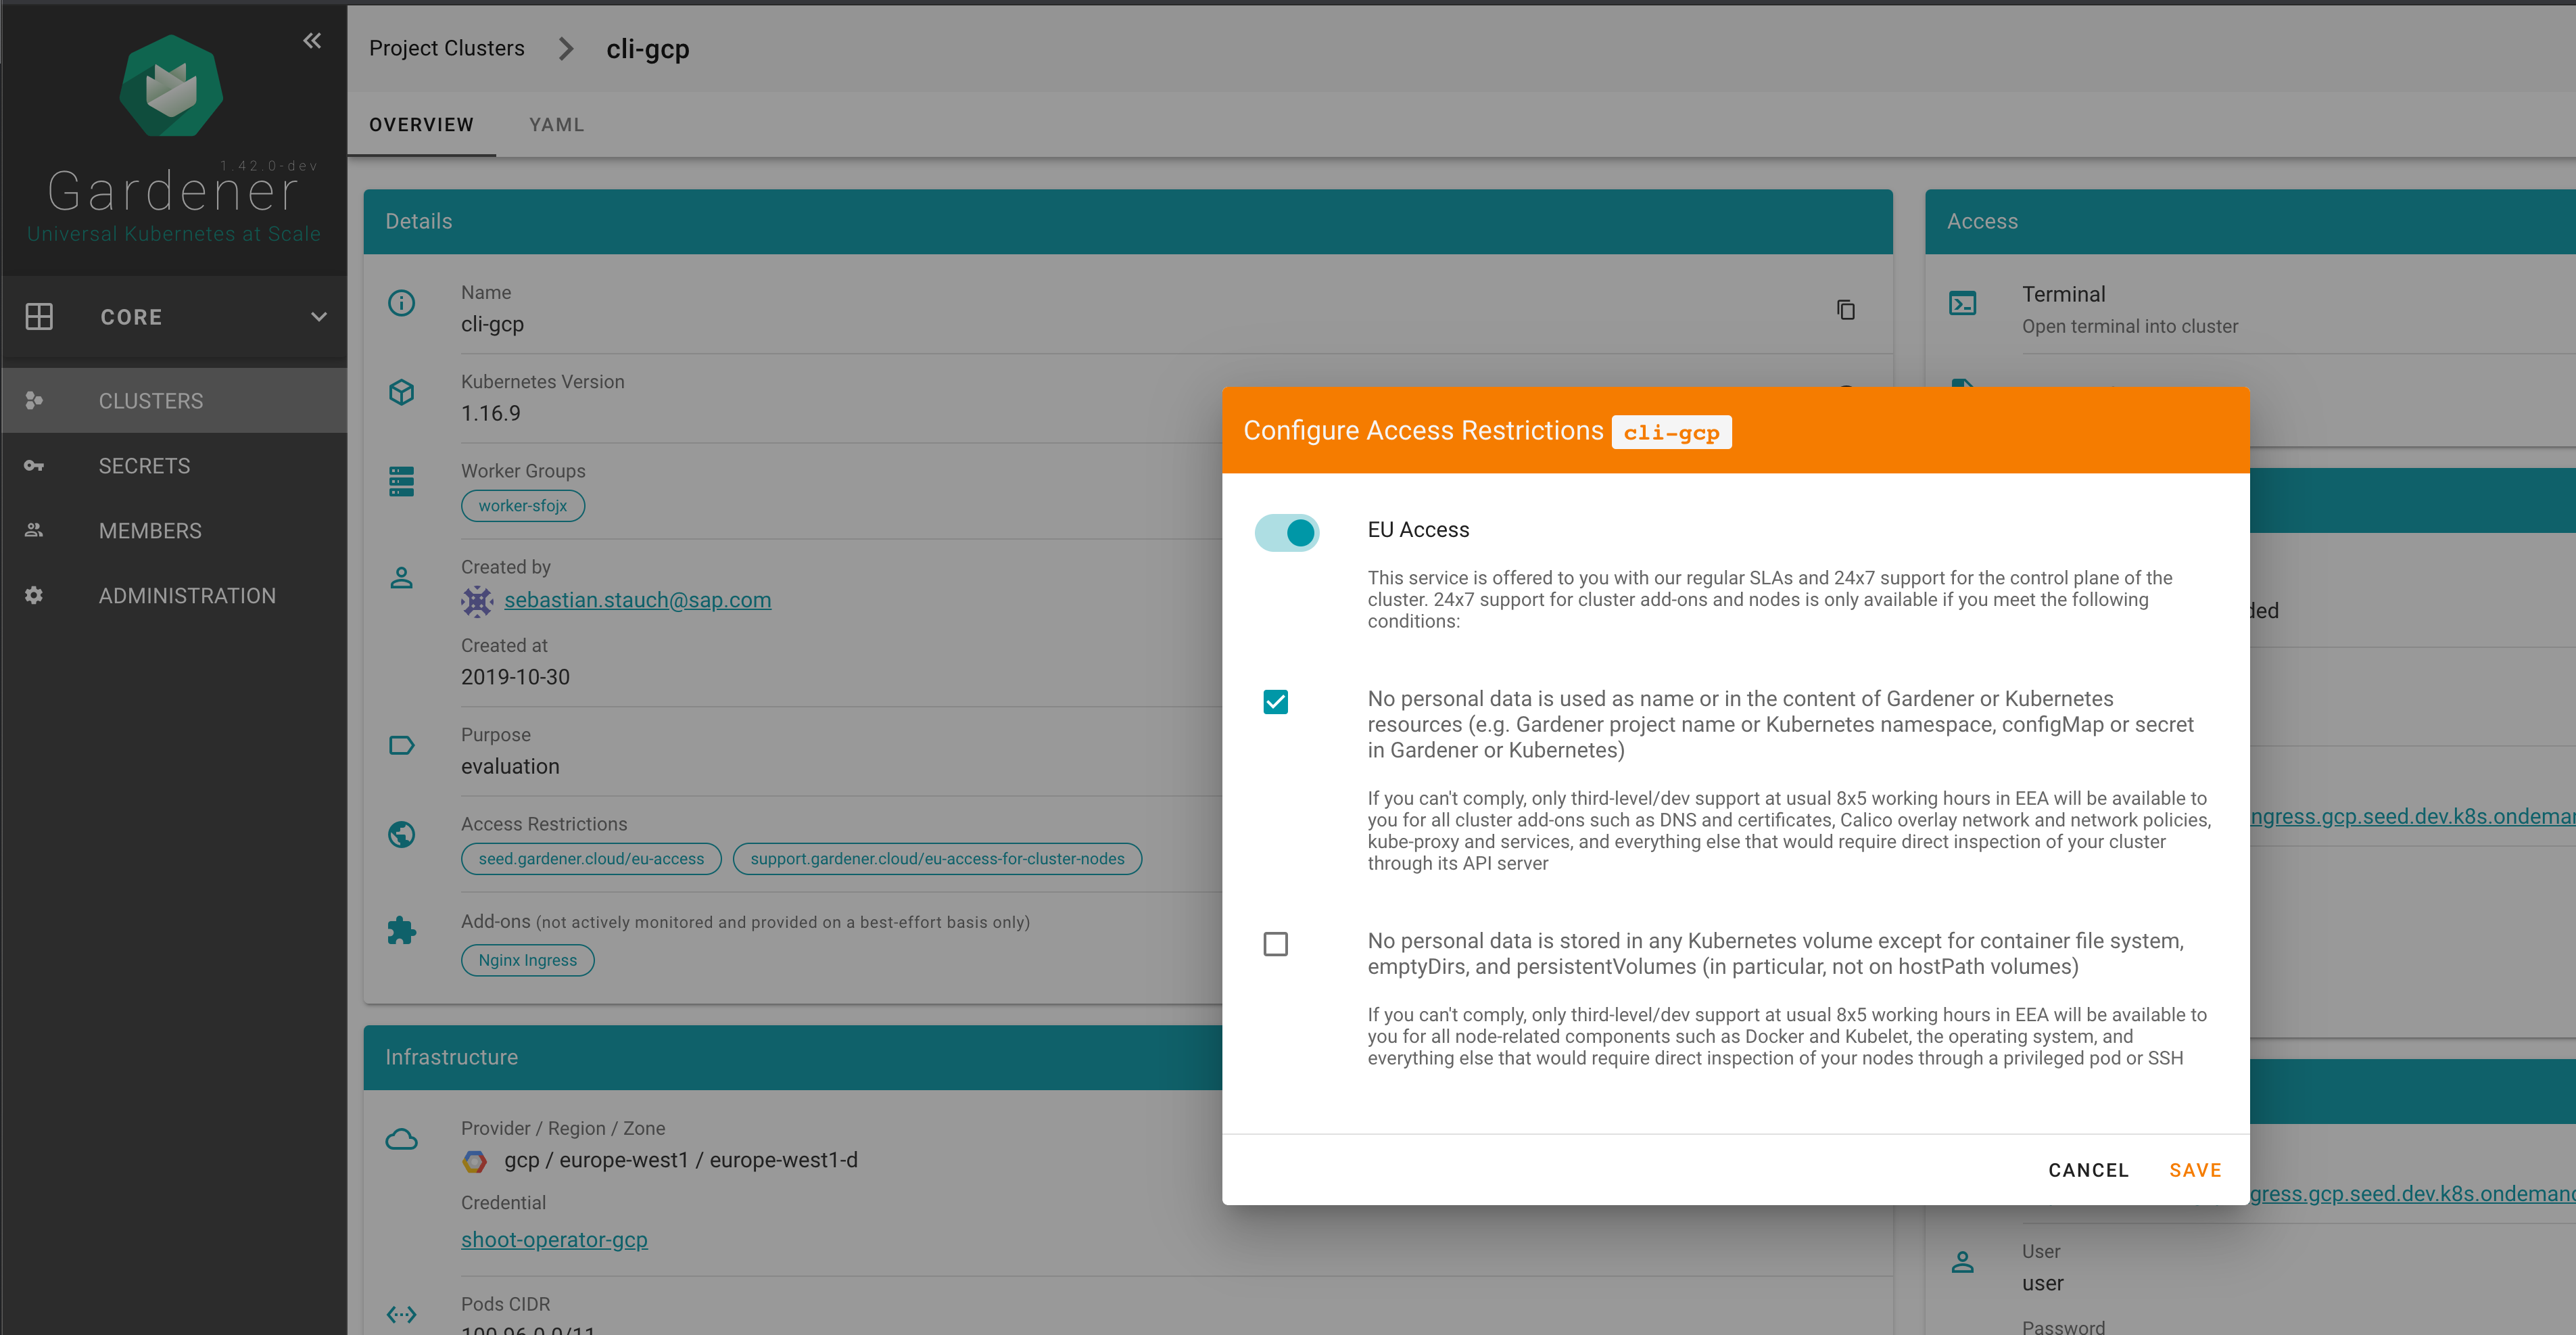 1.42.0-dev
Gardener
Universal Kubernetes at Scale
CORE
CLUSTERS
SECRETS
MEMBERS
ADMINISTRATION
Project Clusters
cli-gcp
OVERVIEW YAML
Details
Name
cli-gcp
Kubernetes Version
1.16.9
Worker Groups
worker-sfojx
Created by
sebastian.stauch@sap.com
Created at
2019-10-30
Purpose
evaluation
Access Restrictions
seed.gardener.cloud/eu-access support.gardener.cloud/eu-access-for-cluster-nodes
Add-ons (not actively monitored and provided on a best-effort basis only)
Nginx Ingress
Infrastructure
Provider / Region / Zone
gcp / europe-west1 / europe-west1-d
Credential
shoot-operator-gcp
Pods CIDR
100.96.0.0/11
Access
Terminal
Open terminal into cluster
Configure Access Restrictions cli-gcp
EU Access
This service is offered to you with our regular SLAs and 24x7 support for the control plane of the
cluster. 24x7 support for cluster add-ons and nodes is only available if you meet the following
conditions:
No personal data is used as name or in the content of Gardener or Kubernetes
resources (e.g. Gardener project name or Kubernetes namespace, configMap or secret
in Gardener or Kubernetes)
If you can't comply, only third-level/dev support at usual 8x5 working hours in EEA will be available to
you for all cluster add-ons such as DNS and certificates, Calico overlay network and network policies,
kube-proxy and services, and everything else that would require direct inspection of your cluster
through its API server
No personal data is stored in any Kubernetes volume except for container file system,
emptyDirs, and persistentVolumes (in particular, not on hostPath volumes)
If you can't comply, only third-level/dev support at usual 8x5 working hours in EEA will be available to
you for all node-related components such as Docker and Kubelet, the operating system, and
everything else that would require direct inspection of your nodes through a privileged pod or SSH
CANCEL SAVE
ded
ngress.gcp.seed.dev.k8s.ondemar
gress.gcp.seed.dev.k8s.ondemand
User
user
Password